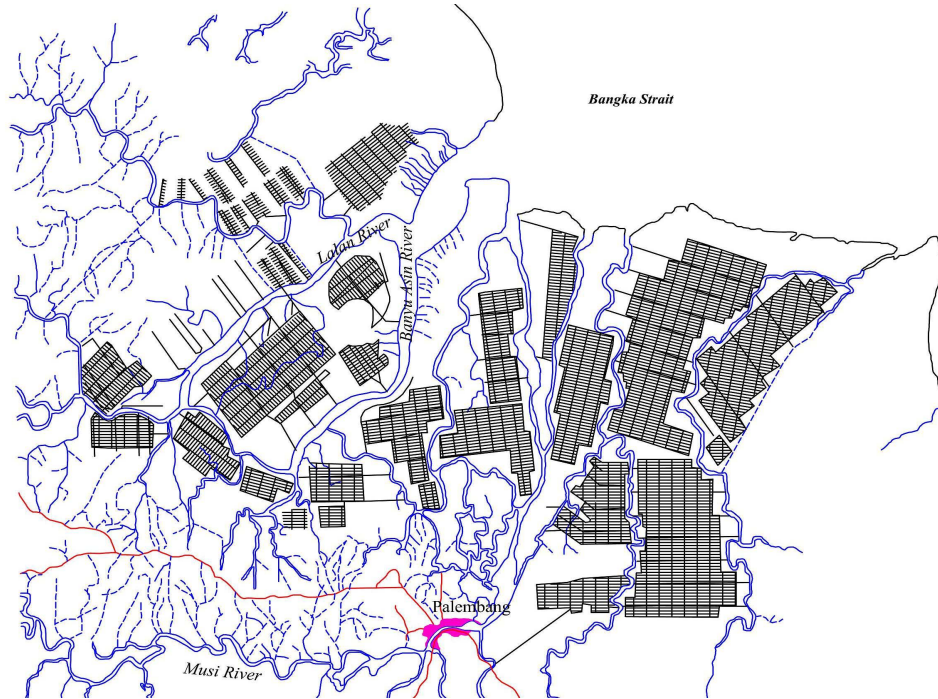 Bangka Strait
Lalan River
Banyu Asin River
Palembang
Musi River